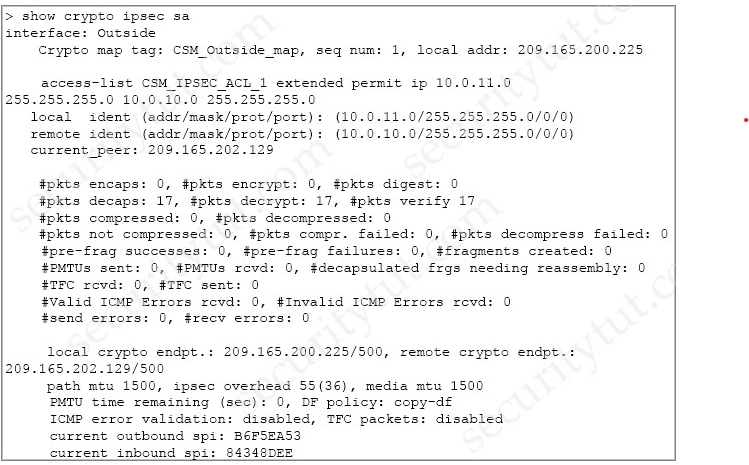 > show crypto ipsec sa
interface: Outside
Crypto map tag: CSM_Outside_map, seq num: 1, local addr: 209.165.200.225
access-list CSM_IPSEC_ACL_1 extended permit ip 10.0.11.0
255.255.255.0 10.0.10.0 255.255.255.0
local ident (addr/mask/prot/port): (10.0.11.0/255.255.255.0/0/0)
remote ident (addr/mask/prot/port): (10.0.10.0/255.255.255.0/0/0)
current_peer: 209.165.202.129
#pkts encaps: 0, #pkts encrypt: 0, #pkts digest: 0
#pkts decaps: 17, #pkts decrypt: 17, #pkts verify 17
#pkts compressed: 0, #pkts decompressed: 0
#pkts not compressed: 0, #pkts compr. failed: 0, #pkts decompress failed: 0
#pre-frag successes: 0, #pre-frag failures: 0, #fragments created: 0
#PMTUs sent: 0, #PMTUs rcvd: 0, #decapsulated frgs needing reassembly: 0
#TFC rcvd: 0, #TFC sent: 0
#Valid ICMP Errors rcvd: 0, #Invalid ICMP Errors rcvd: 0
#send errors: 0, #recv errors: 0
local crypto endpt.: 209.165.200.225/500, remote crypto endpt.:
209.165.202.129/500
path mtu 1500, ipsec overhead 55(36), media mtu 1500
PMTU time remaining (sec): 0, DF policy: copy-df
ICMP error validation: disabled, TFC packets: disabled
current outbound spi: B6F5EA53
current inbound spi: 84348DEE
securitytut.com